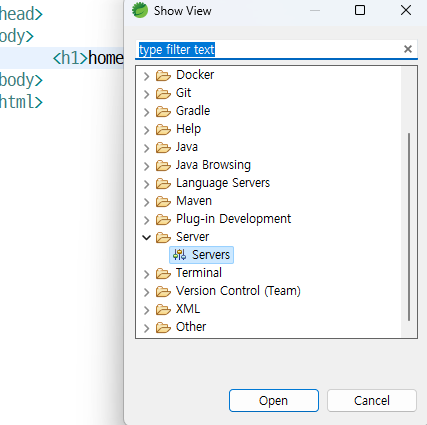 head>
ody>
<h1>home
body>
html>
Show View
type filter text
Docker
Git
Gradle
Help
Java
Java Browsing
Language Servers
Maven
Plug-in Development
Server
Servers
Terminal
Version Control (Team)
XML
Other
Open
Cancel